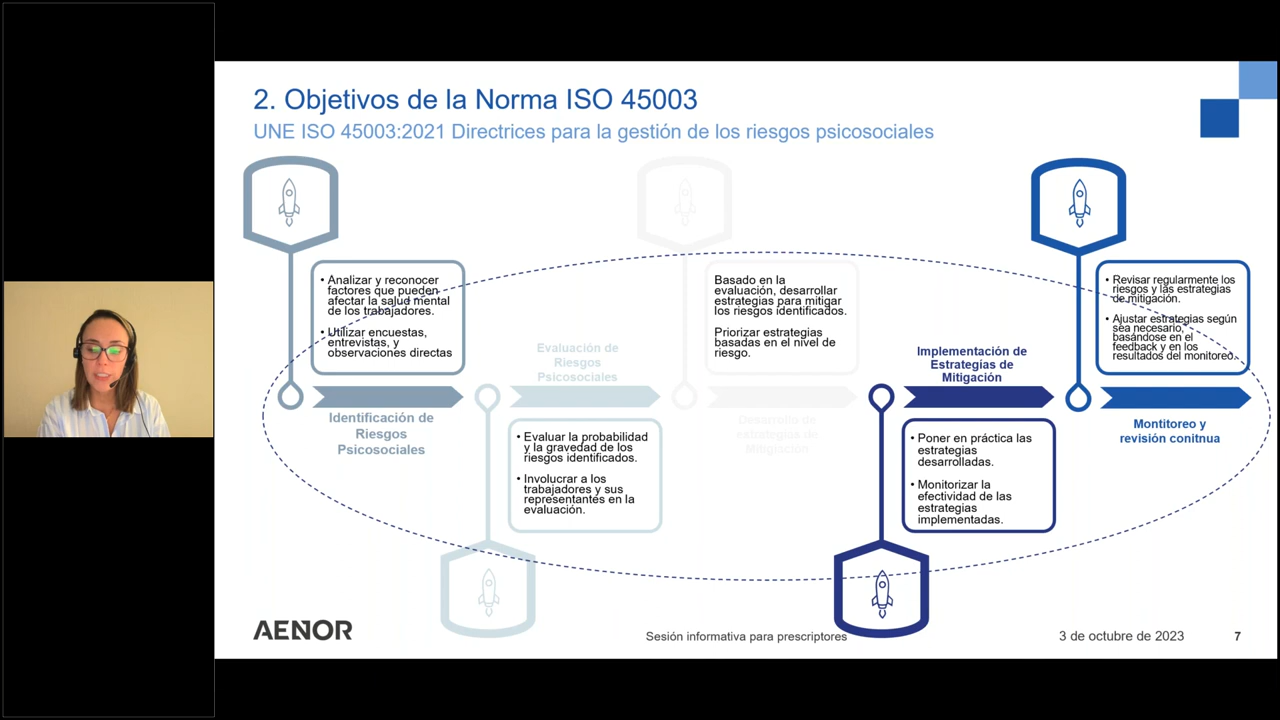 2. Objetivos de la Norma ISO 45003
UNE ISO 45003:2021 Directrices para la gestión de los riesgos psicosociales
• Analizar y reconocer
factores que pueden
afectar la salud mental
de los trabajadores.
• Utilizar encuestas,
entrevistas, y
observaciones directas
Identificación de
Riesgos
Psicosociales
Evaluación de
Riesgos
Psicosociales
• Evaluar la probabilidad
y la gravedad de los
riesgos identificados.
• Involucrar a los
trabajadores y sus
representantes en la
evaluación.
Basado en la
evaluación, desarrollar
estrategias para mitigar
los riesgos identificados.
Priorizar estrategias
basadas en el nivel de
riesgo.
Desarrollo de
estrategias de
Mitigación
Implementación de
Estrategias de
Mitigación
• Poner en práctica las
estrategias
desarrolladas.
• Monitorizar la
efectividad de las
estrategias
implementadas.
• Revisar regularmente los
riesgos y las estrategias
de mitigación.
• Ajustar estrategias según
sea necesario,
basándose en el
feedback y en los
resultados del monitoreo.
Montitoreo y
revisión conitnua
AENOR
Sesión informativa para prescriptores
3 de octubre de 2023
7